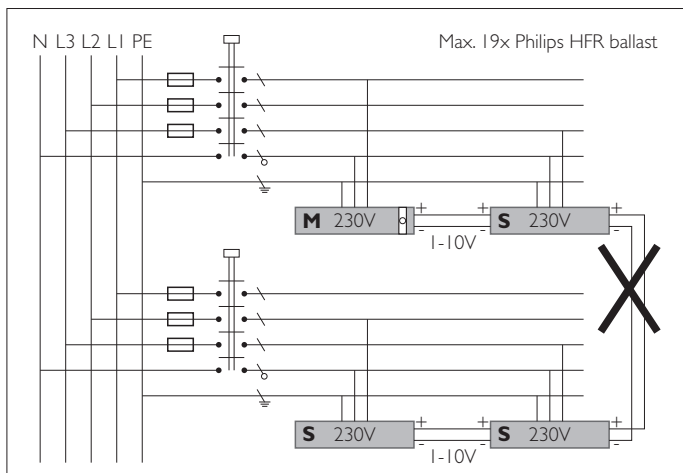 Max. 19x Philips HFR ballast
N L3 L2 L1 PE
M 230V
+
-
1-10V
+
-
S 230V
+
-
S 230V
+
-
1-10V
+
-
S 230V
+
-